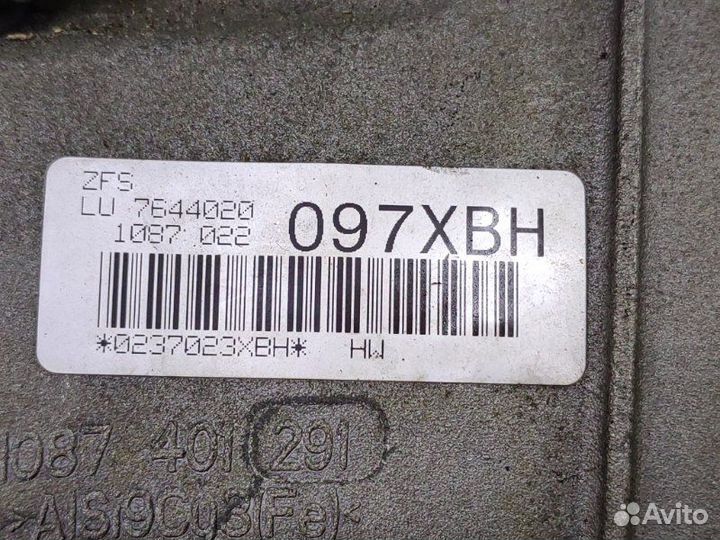 ZFS
LU 7644020
1087 022
097XBH
*0237023XBH* HW
1087 401 291
>AlSi9Cu3(Fe)<
Avito